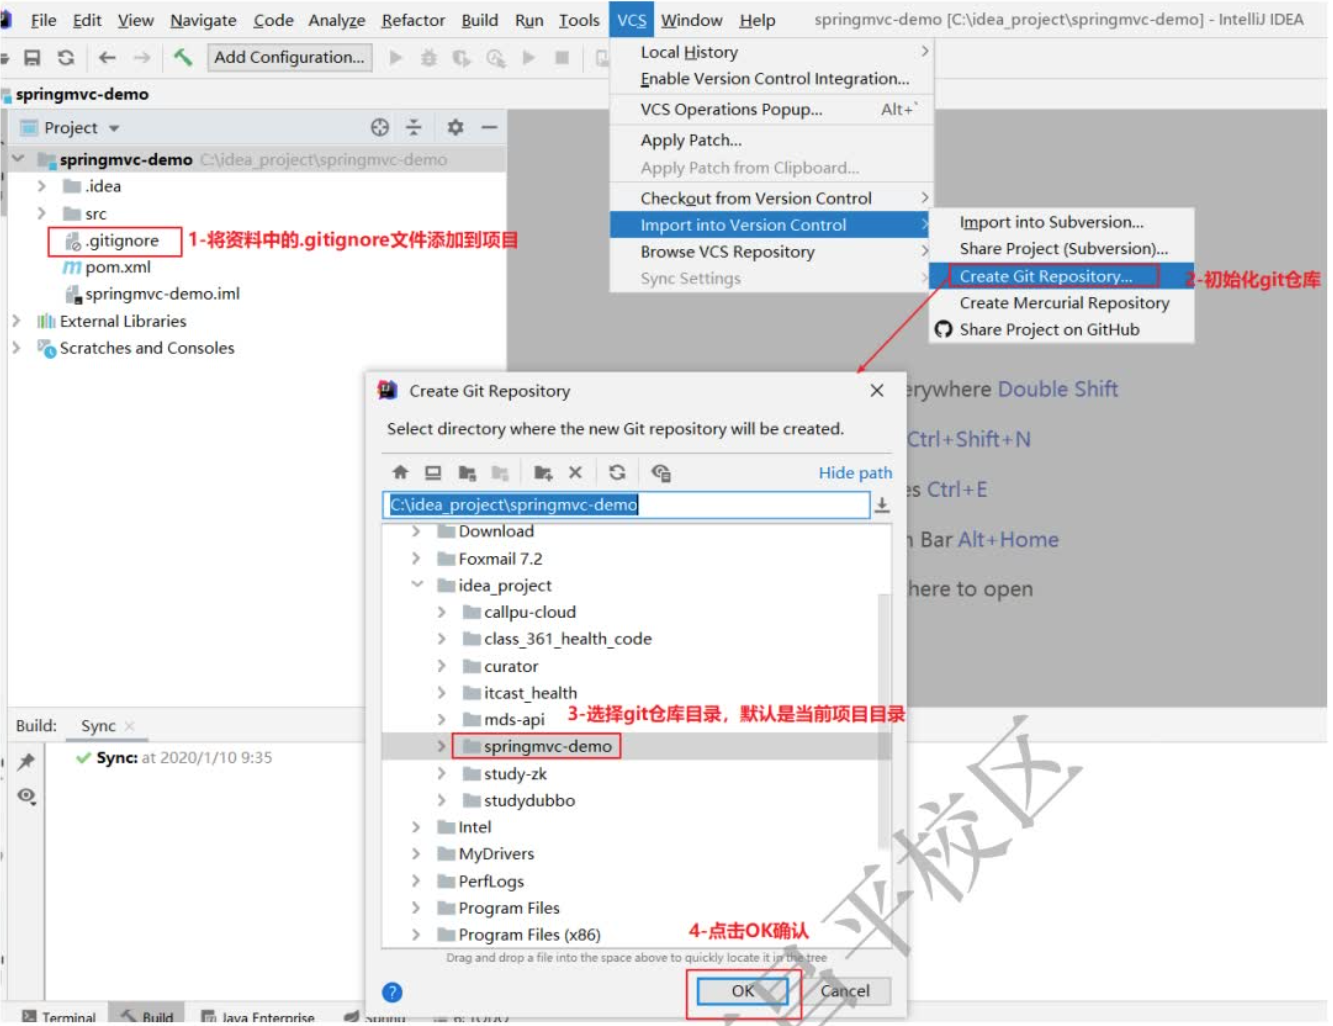 File Edit View Navigate Code Analyze Refactor Build Run Tools VCS Window Help springmvc-demo [C:\idea_project\springmvc-demo] - IntelliJ IDEA
Add Configuration...
springmvc-demo
Project
springmvc-demo C:\idea_project\springmvc-demo
.idea
src
.gitignore 1-将资料中的.gitignore文件添加到项目
pom.xml
springmvc-demo.iml
External Libraries
Scratches and Consoles
Local History
Enable Version Control Integration...
VCS Operations Popup... Alt+`
Apply Patch...
Apply Patch from Clipboard...
Checkout from Version Control
Import into Version Control
Browse VCS Repository
Sync Settings
Import into Subversion...
Share Project (Subversion)...
Create Git Repository... 2-初始化git仓库
Create Mercurial Repository
Share Project on GitHub
Double Shift
Ctrl+Shift+N
Ctrl+E
Bar Alt+Home
here to open
Create Git Repository
Select directory where the new Git repository will be created.
Hide path
C:\idea_project\springmvc-demo
Download
Foxmail 7.2
idea_project
callpu-cloud
class_361_health_code
curator
itcast_health
mds-api
3-选择git仓库目录，默认是当前项目目录
springmvc-demo
study-zk
studydubbo
Intel
MyDrivers
PerfLogs
Program Files
Program Files (x86)
4-点击OK确认
Drag and drop a file into the space above to quickly locate it in the tree
OK Cancel
Build: Sync
Sync: at 2020/1/10 9:35
昌平校区
Terminal Build Java Enterprise Spring 6: TODO